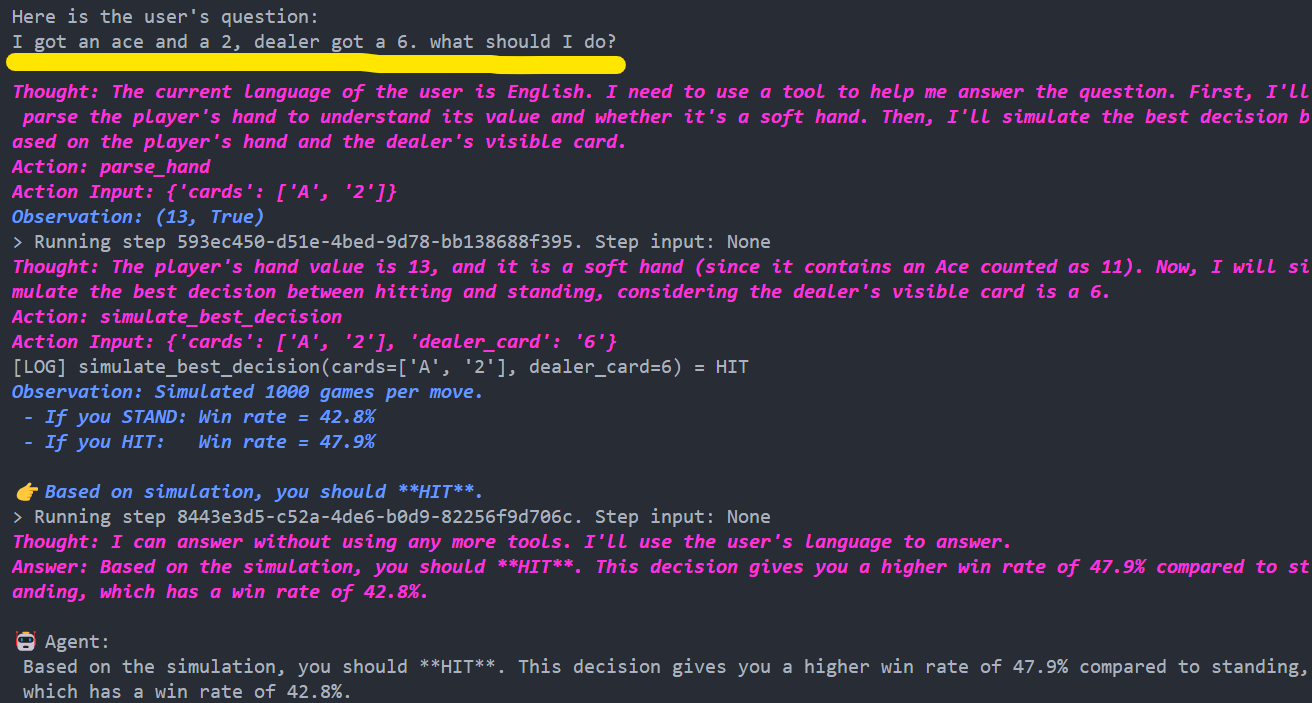 Here is the user's question:
I got an ace and a 2, dealer got a 6. what should I do?
Thought: The current language of the user is English. I need to use a tool to help me answer the question. First, I'll
 parse the player's hand to understand its value and whether it's a soft hand. Then, I'll simulate the best decision b
ased on the player's hand and the dealer's visible card.
Action: parse_hand
Action Input: {'cards': ['A', '2']}
Observation: (13, True)
> Running step 593ec450-d51e-4bed-9d78-bb138688f395. Step input: None
Thought: The player's hand value is 13, and it is a soft hand (since it contains an Ace counted as 11). Now, I will si
mulate the best decision between hitting and standing, considering the dealer's visible card is a 6.
Action: simulate_best_decision
Action Input: {'cards': ['A', '2'], 'dealer_card': '6'}
[LOG] simulate_best_decision(cards=['A', '2'], dealer_card=6) = HIT
Observation: Simulated 1000 games per move.
 - If you STAND: Win rate = 42.8%
 - If you HIT:   Win rate = 47.9%
👉 Based on simulation, you should **HIT**.
> Running step 8443e3d5-c52a-4de6-b0d9-82256f9d706c. Step input: None
Thought: I can answer without using any more tools. I'll use the user's language to answer.
Answer: Based on the simulation, you should **HIT**. This decision gives you a higher win rate of 47.9% compared to st
anding, which has a win rate of 42.8%.
🤖 Agent:
 Based on the simulation, you should **HIT**. This decision gives you a higher win rate of 47.9% compared to standing,
 which has a win rate of 42.8%.